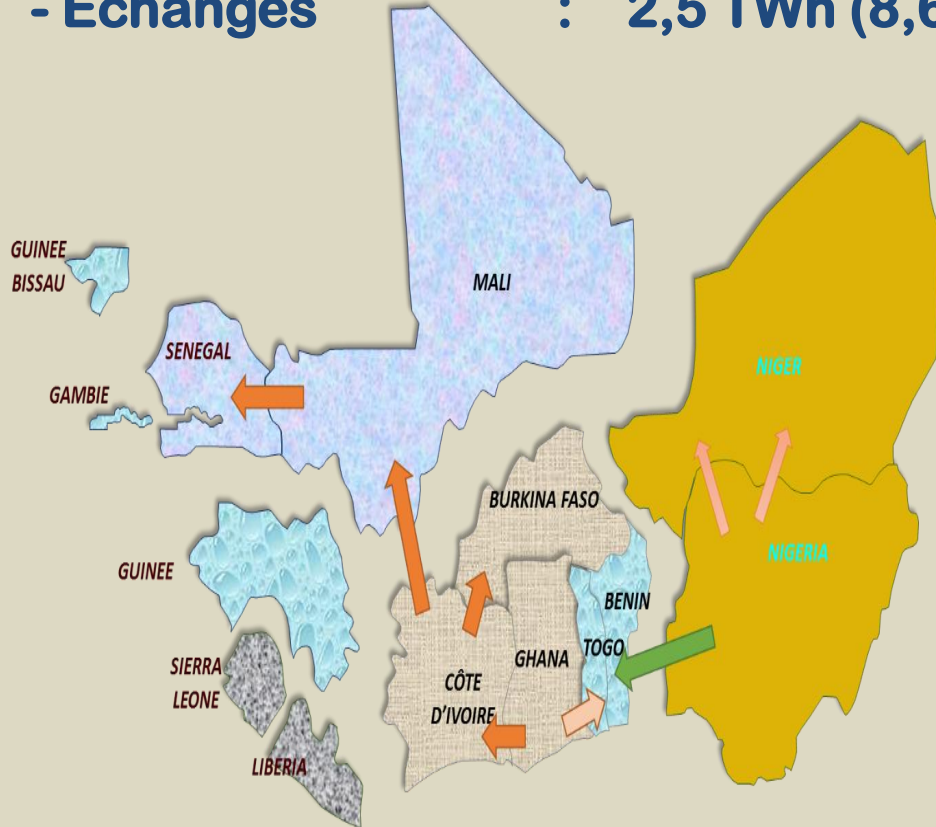 - Echanges : 2,5 TWh (8,6
GUINEE
BISSAU
MALI
SENEGAL
GAMBIE
NIGER
BURKINA FASO
NIGERIA
GUINEE
BENIN
TOGO
GHANA
SIERRA
LEONE
CÔTE
D'IVOIRE
LIBERIA